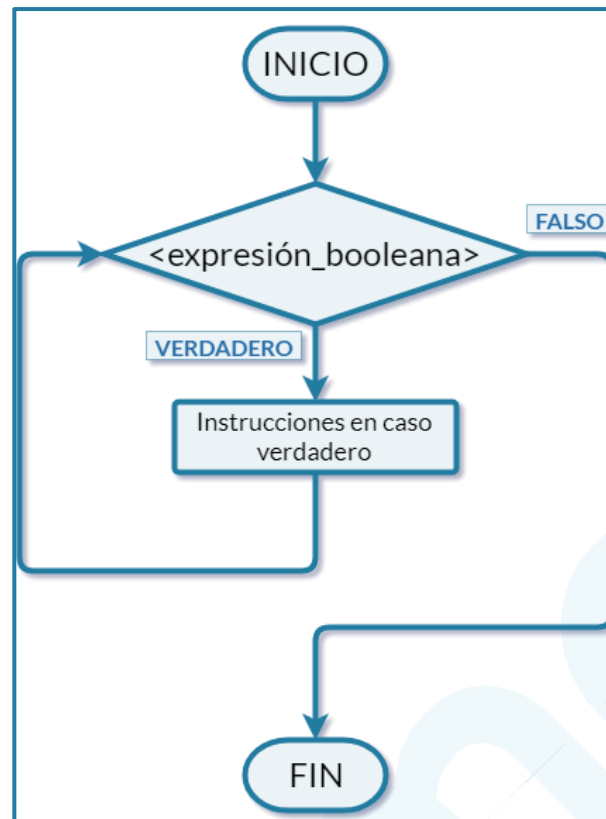 INICIO
<expresión_booleana>
FALSO
VERDADERO
Instrucciones en caso
verdadero
FIN